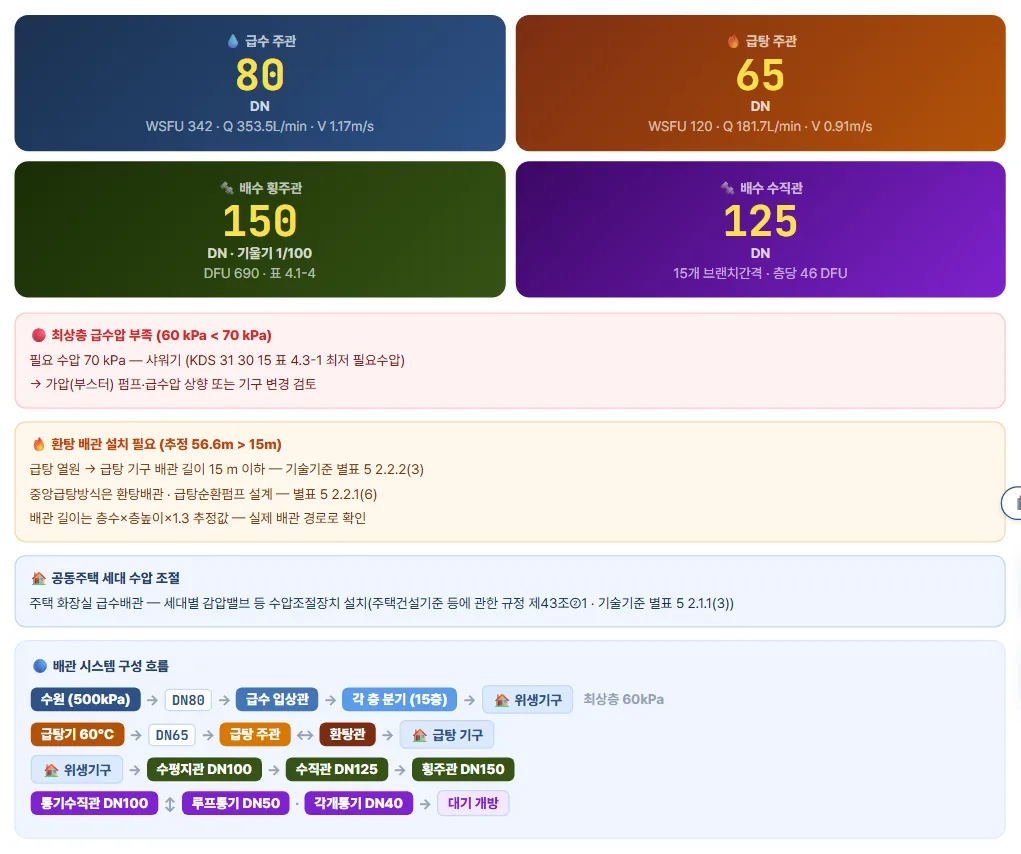 💧 급수 주관
80
DN
WSFU 342 · Q 353.5L/min · V 1.17m/s
🔥 급탕 주관
65
DN
WSFU 120 · Q 181.7L/min · V 0.91m/s
🔩 배수 횡주관
150
DN · 기울기 1/100
DFU 690 · 표 4.1-4
🔩 배수 수직관
125
DN
15개 브랜치간격 · 층당 46 DFU
🔴 최상층 급수압 부족 (60 kPa < 70 kPa)
필요 수압 70 kPa — 샤워기 (KDS 31 30 15 표 4.3-1 최저 필요수압)
→ 가압(부스터) 펌프·급수압 상향 또는 기구 변경 검토
🔥 환탕 배관 설치 필요 (추정 56.6m > 15m)
급탕 열원 → 급탕 기구 배관 길이 15 m 이하 — 기술기준 별표 5 2.2.2(3)
중앙급탕방식은 환탕배관 · 급탕순환펌프 설계 — 별표 5 2.2.1(6)
배관 길이는 층수×층높이×1.3 추정값 — 실제 배관 경로로 확인
🏠 공동주택 세대 수압 조절
주택 화장실 급수배관 — 세대별 감압밸브 등 수압조절장치 설치(주택건설기준 등에 관한 규정 제43조⑦1 · 기술기준 별표 5 2.1.1(3))
🔵 배관 시스템 구성 흐름
수원 (500kPa) → DN80 → 급수 입상관 → 각 층 분기 (15층) → 🏠 위생기구 최상층 60kPa
급탕기 60°C → DN65 → 급탕 주관 ↔ 환탕관 → 🏠 급탕 기구
🏠 위생기구 → 수평지관 DN100 → 수직관 DN125 → 횡주관 DN150
통기수직관 DN100 ↕ 루프통기 DN50 · 각개통기 DN40 → 대기 개방